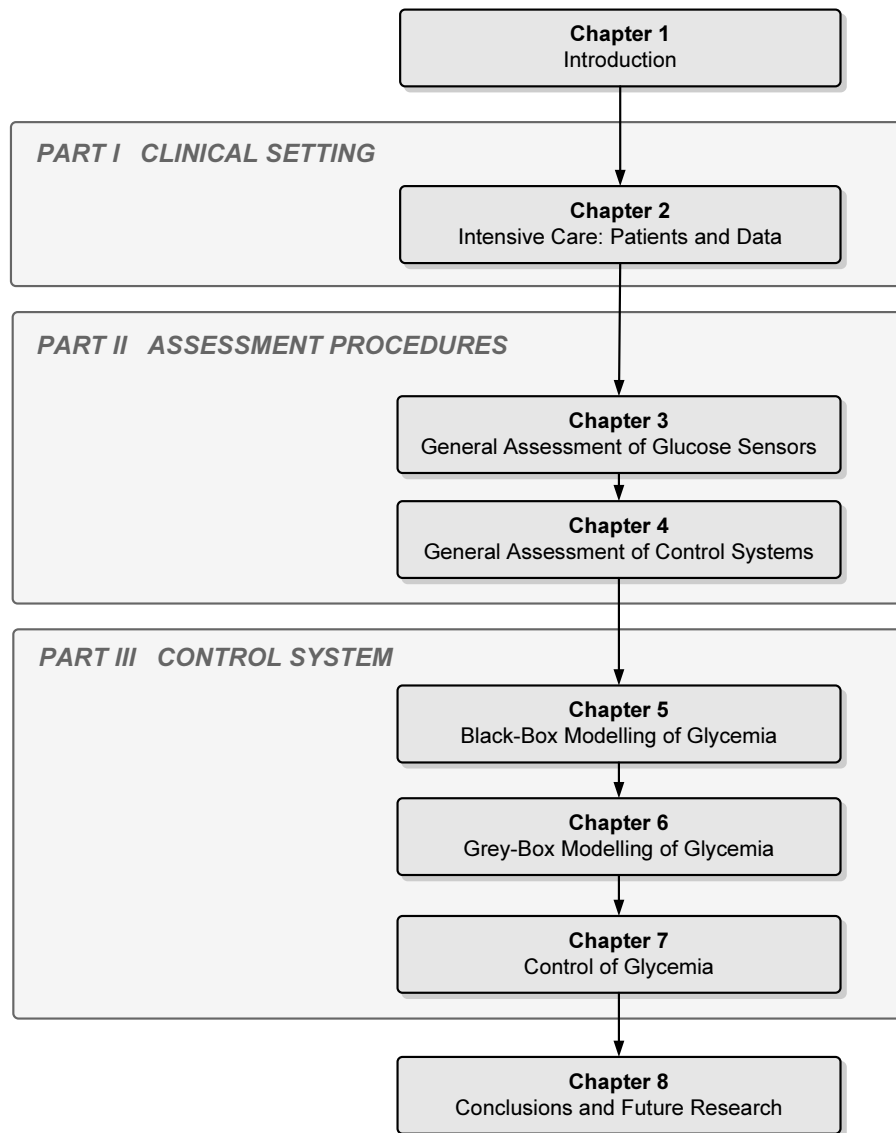 Chapter 1
Introduction
PART I CLINICAL SETTING
Chapter 2
Intensive Care: Patients and Data
PART II ASSESSMENT PROCEDURES
Chapter 3
General Assessment of Glucose Sensors
Chapter 4
General Assessment of Control Systems
PART III CONTROL SYSTEM
Chapter 5
Black-Box Modelling of Glycemia
Chapter 6
Grey-Box Modelling of Glycemia
Chapter 7
Control of Glycemia
Chapter 8
Conclusions and Future Research